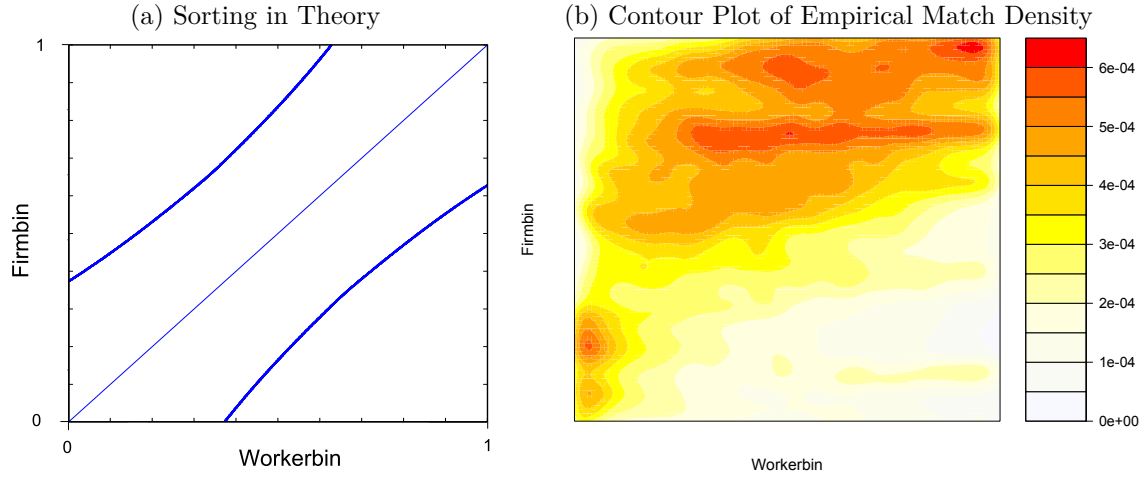 (a) Sorting in Theory
1
Firmbin
0
0
1
Workerbin
(b) Contour Plot of Empirical Match Density
Firmbin
Workerbin
6e-04
5e-04
4e-04
3e-04
2e-04
1e-04
0e+00